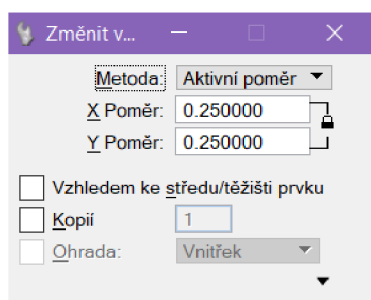 Změnit v...
Metoda: Aktivní poměr
X Poměr: 0.250000
Y Poměr: 0.250000
Vzhledem ke středu/těžišti prvku
Kopií 1
Ohrada: Vnitřek